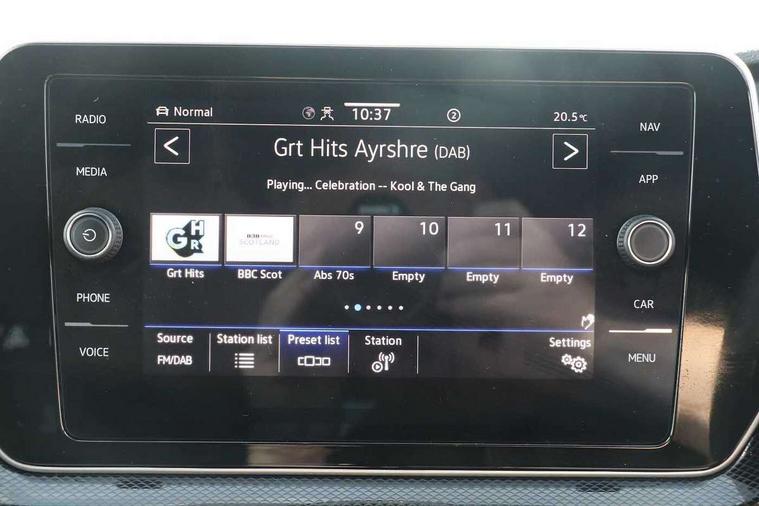 RADIO
MEDIA
PHONE
VOICE
Normal
10:37
2
20.5°C
Grt Hits Ayrshre (DAB)
Playing... Celebration -- Kool & The Gang
GHR
SCOTLAND
9
10
11
12
Grt Hits
BBC Scot
Abs 70s
Empty
Empty
Empty
Source
FM/DAB
Station list
Preset list
Station
Settings
NAV
APP
CAR
MENU